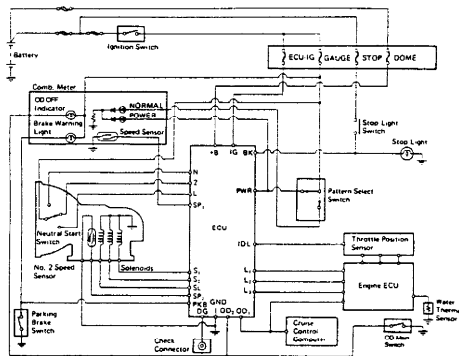 Battery
Ignition Switch
ECU-IG
GAUGE
STOP
DOME
Comb. Meter
OD OFF
Indicator
Brake Warning
Light
NORMAL
POWER
Speed Sensor
Stop Light
Switch
Stop Light
+B
IG
BK
N
2
L
SP₁
PWR
Pattern Select
Switch
ECU
Neutral Start
Switch
No. 2 Speed
Sensor
Solenoids
IDL
Throttle Position
Sensor
L₁
L₂
L₃
Engine ECU
S₁
S₂
SL
SP₂
PKB
DG
GND
OD₂
OD₁
Water
Thermo
Sensor
Parking
Brake
Switch
Check
Connector
Cruise
Control
Computer
OD Main
Switch